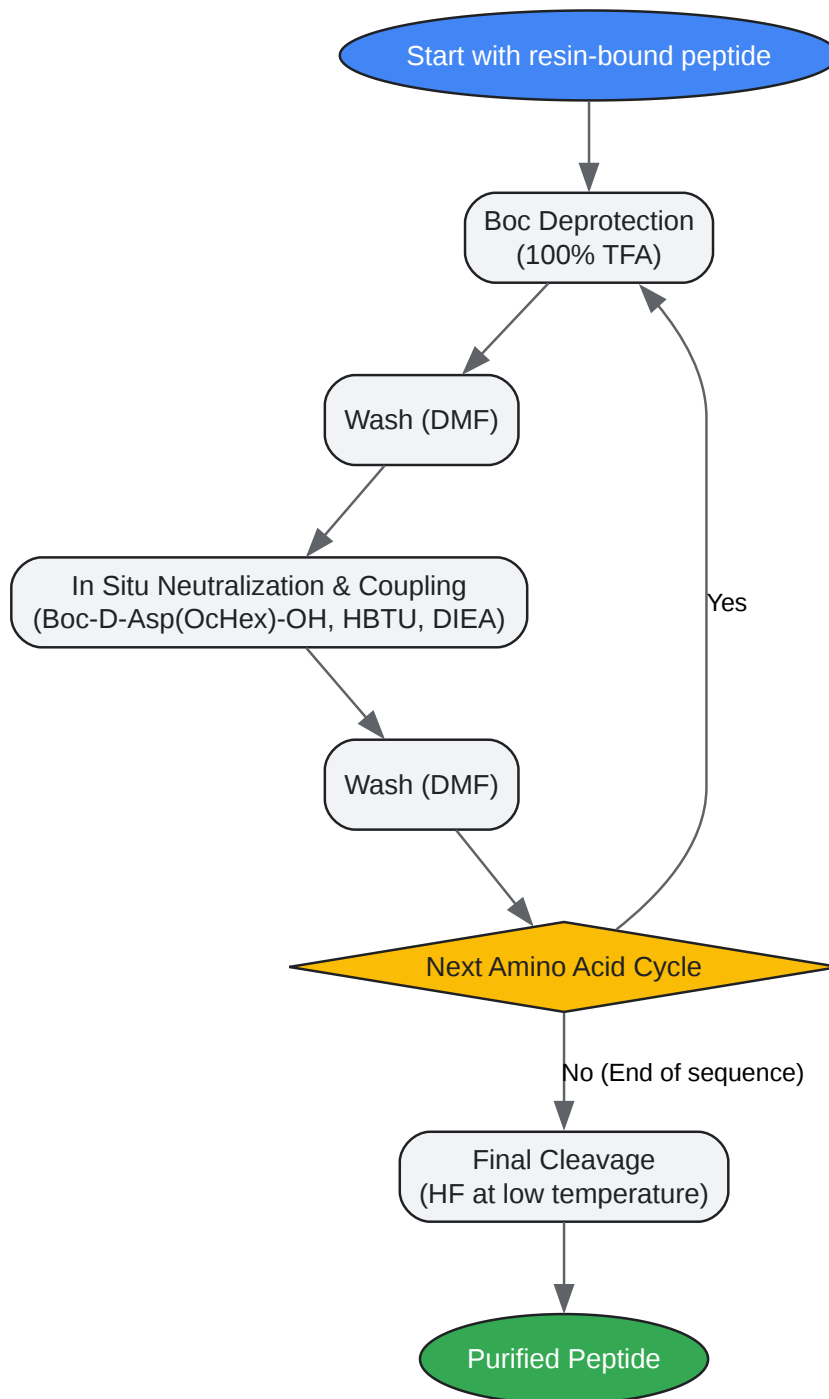 Start with resin-bound peptide
Boc Deprotection
(100% TFA)
Wash (DMF)
In Situ Neutralization & Coupling
(Boc-D-Asp(OcHex)-OH, HBTU, DIEA)
Yes
Wash (DMF)
Next Amino Acid Cycle
No (End of sequence)
Final Cleavage
(HF at low temperature)
Purified Peptide